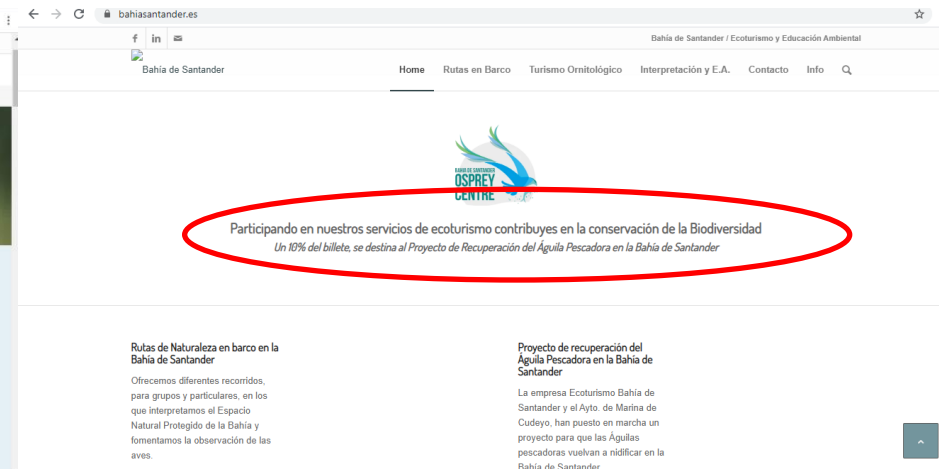 bahiasantander.es
Bahía de Santander / Ecoturismo y Educación Ambiental
Bahía de Santander
Home Rutas en Barco Turismo Ornitológico Interpretación y E.A. Contacto Info
BAHÍA DE SANTANDER
OSPREY
CENTRE
Participando en nuestros servicios de ecoturismo contribuyes en la conservación de la Biodiversidad
Un 10% del billete, se destina al Proyecto de Recuperación del Águila Pescadora en la Bahía de Santander
Rutas de Naturaleza en barco en la
Bahía de Santander
Ofrecemos diferentes recorridos,
para grupos y particulares, en los
que interpretamos el Espacio
Natural Protegido de la Bahía y
fomentamos la observación de las
aves.
Proyecto de recuperación del
Águila Pescadora en la Bahía de
Santander
La empresa Ecoturismo Bahía de
Santander y el Ayto. de Marina de
Cudeyo, han puesto en marcha un
proyecto para que las Águilas
pescadoras vuelvan a nidificar en la
Bahía de Santander